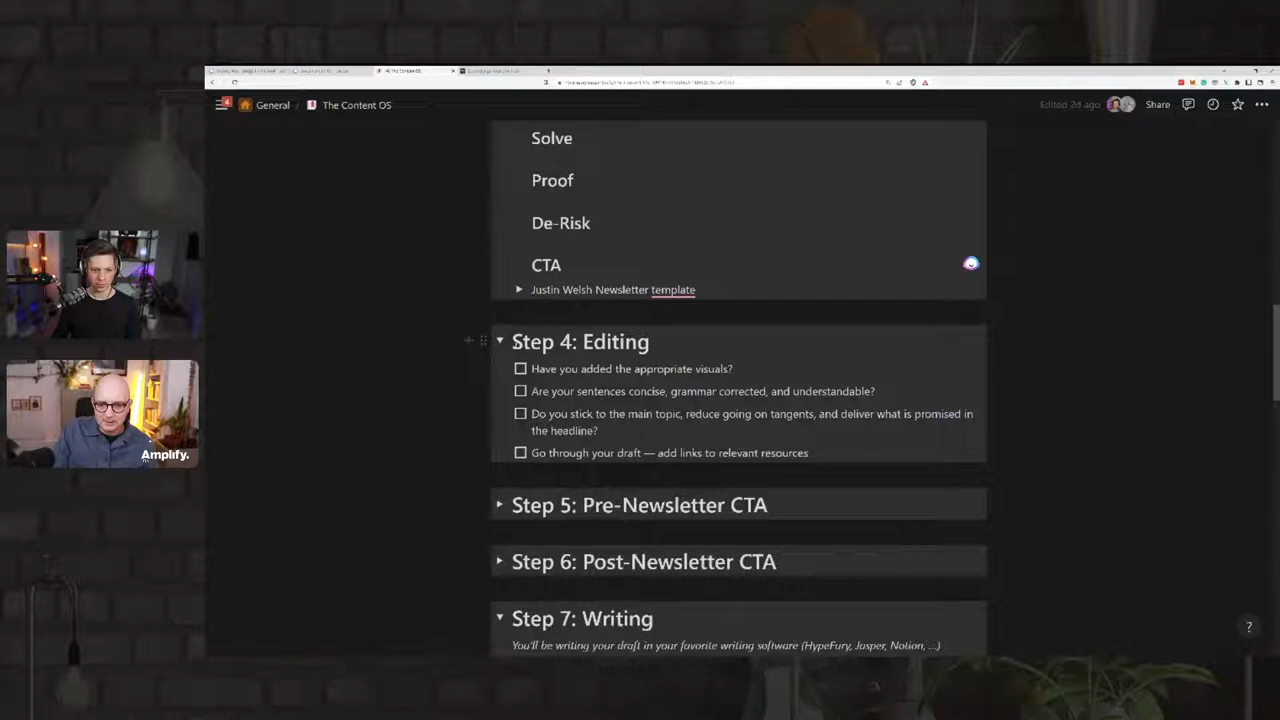 General / The Content OS
Edited 2d ago
Share
Solve
Proof
De-Risk
CTA
Justin Welsh Newsletter template
Step 4: Editing
Have you added the appropriate visuals?
Are your sentences concise, grammar corrected, and understandable?
Do you stick to the main topic, reduce going on tangents, and deliver what is promised in
the headline?
Go through your draft — add links to relevant resources
Step 5: Pre-Newsletter CTA
Step 6: Post-Newsletter CTA
Step 7: Writing
You'll be writing your draft in your favorite writing software (HypeFury, Jasper, Notion, ...)
Amplify.
?